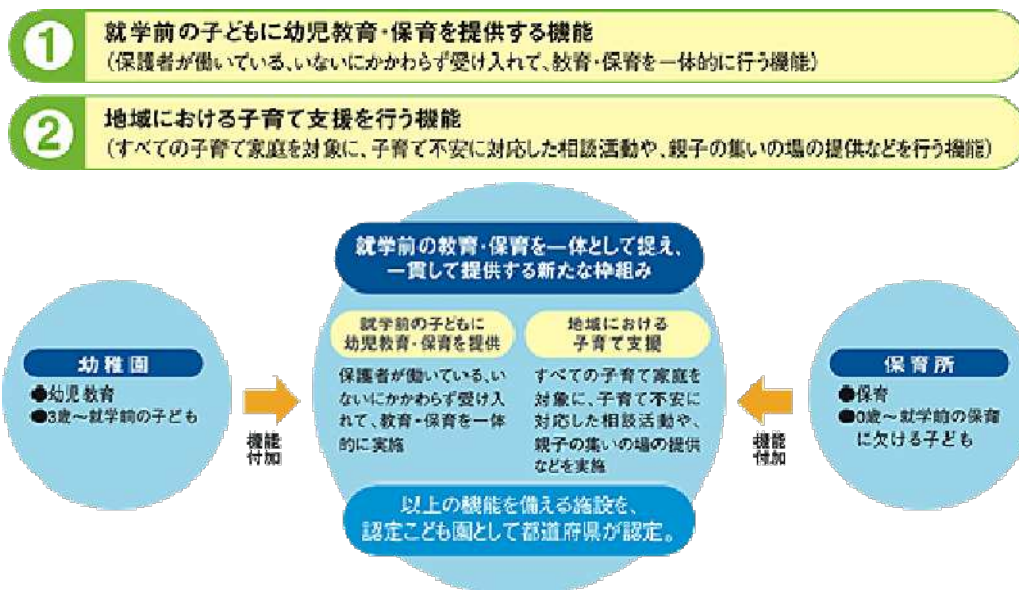 1
就学前の子どもに幼児教育・保育を提供する機能
(保護者が働いている、いないにかかわらず受け入れて、教育・保育を一体的に行う機能)
2
地域における子育て支援を行う機能
(すべての子育て家庭を対象に、子育て不安に対応した相談活動や、親子の集いの場の提供などを行う機能)
就学前の教育・保育を一体として捉え、
一貫して提供する新たな枠組み
幼稚園
●幼児教育
●3歳～就学前の子ども
機能
付加
就学前の子どもに
幼児教育・保育を提供
保護者が働いている、い
ないにかかわらず受け入
れて、教育・保育を一体
的に実施
地域における
子育て支援
すべての子育て家庭を
対象に、子育て不安に
対応した相談活動や、
親子の集いの場の提供
などを実施
機能
付加
保育所
●保育
●0歳～就学前の保育
に欠ける子ども
以上の機能を備える施設を、
認定こども園として都道府県が認定。